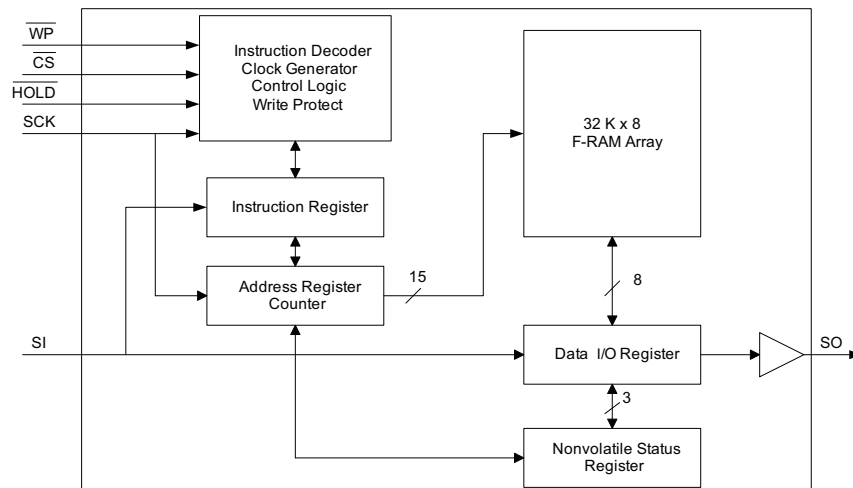 WP
CS
HOLD
SCK
Instruction Decoder
Clock Generator
Control Logic
Write Protect
32 K x 8
F-RAM Array
Instruction Register
Address Register
Counter
15
8
SI
Data I/O Register
SO
3
Nonvolatile Status
Register